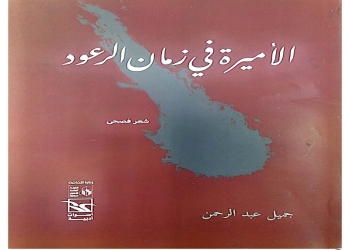 الأميرة في زمان الرعود
شعر فصحى
جميل عبد الرحمن